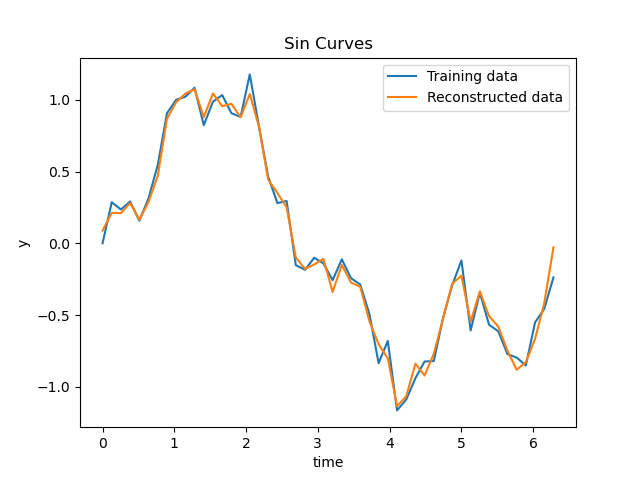 Sin Curves
Training data
Reconstructed data
1.0
0.5
0.0
−0.5
−1.0
y
0 1 2 3 4 5 6
time